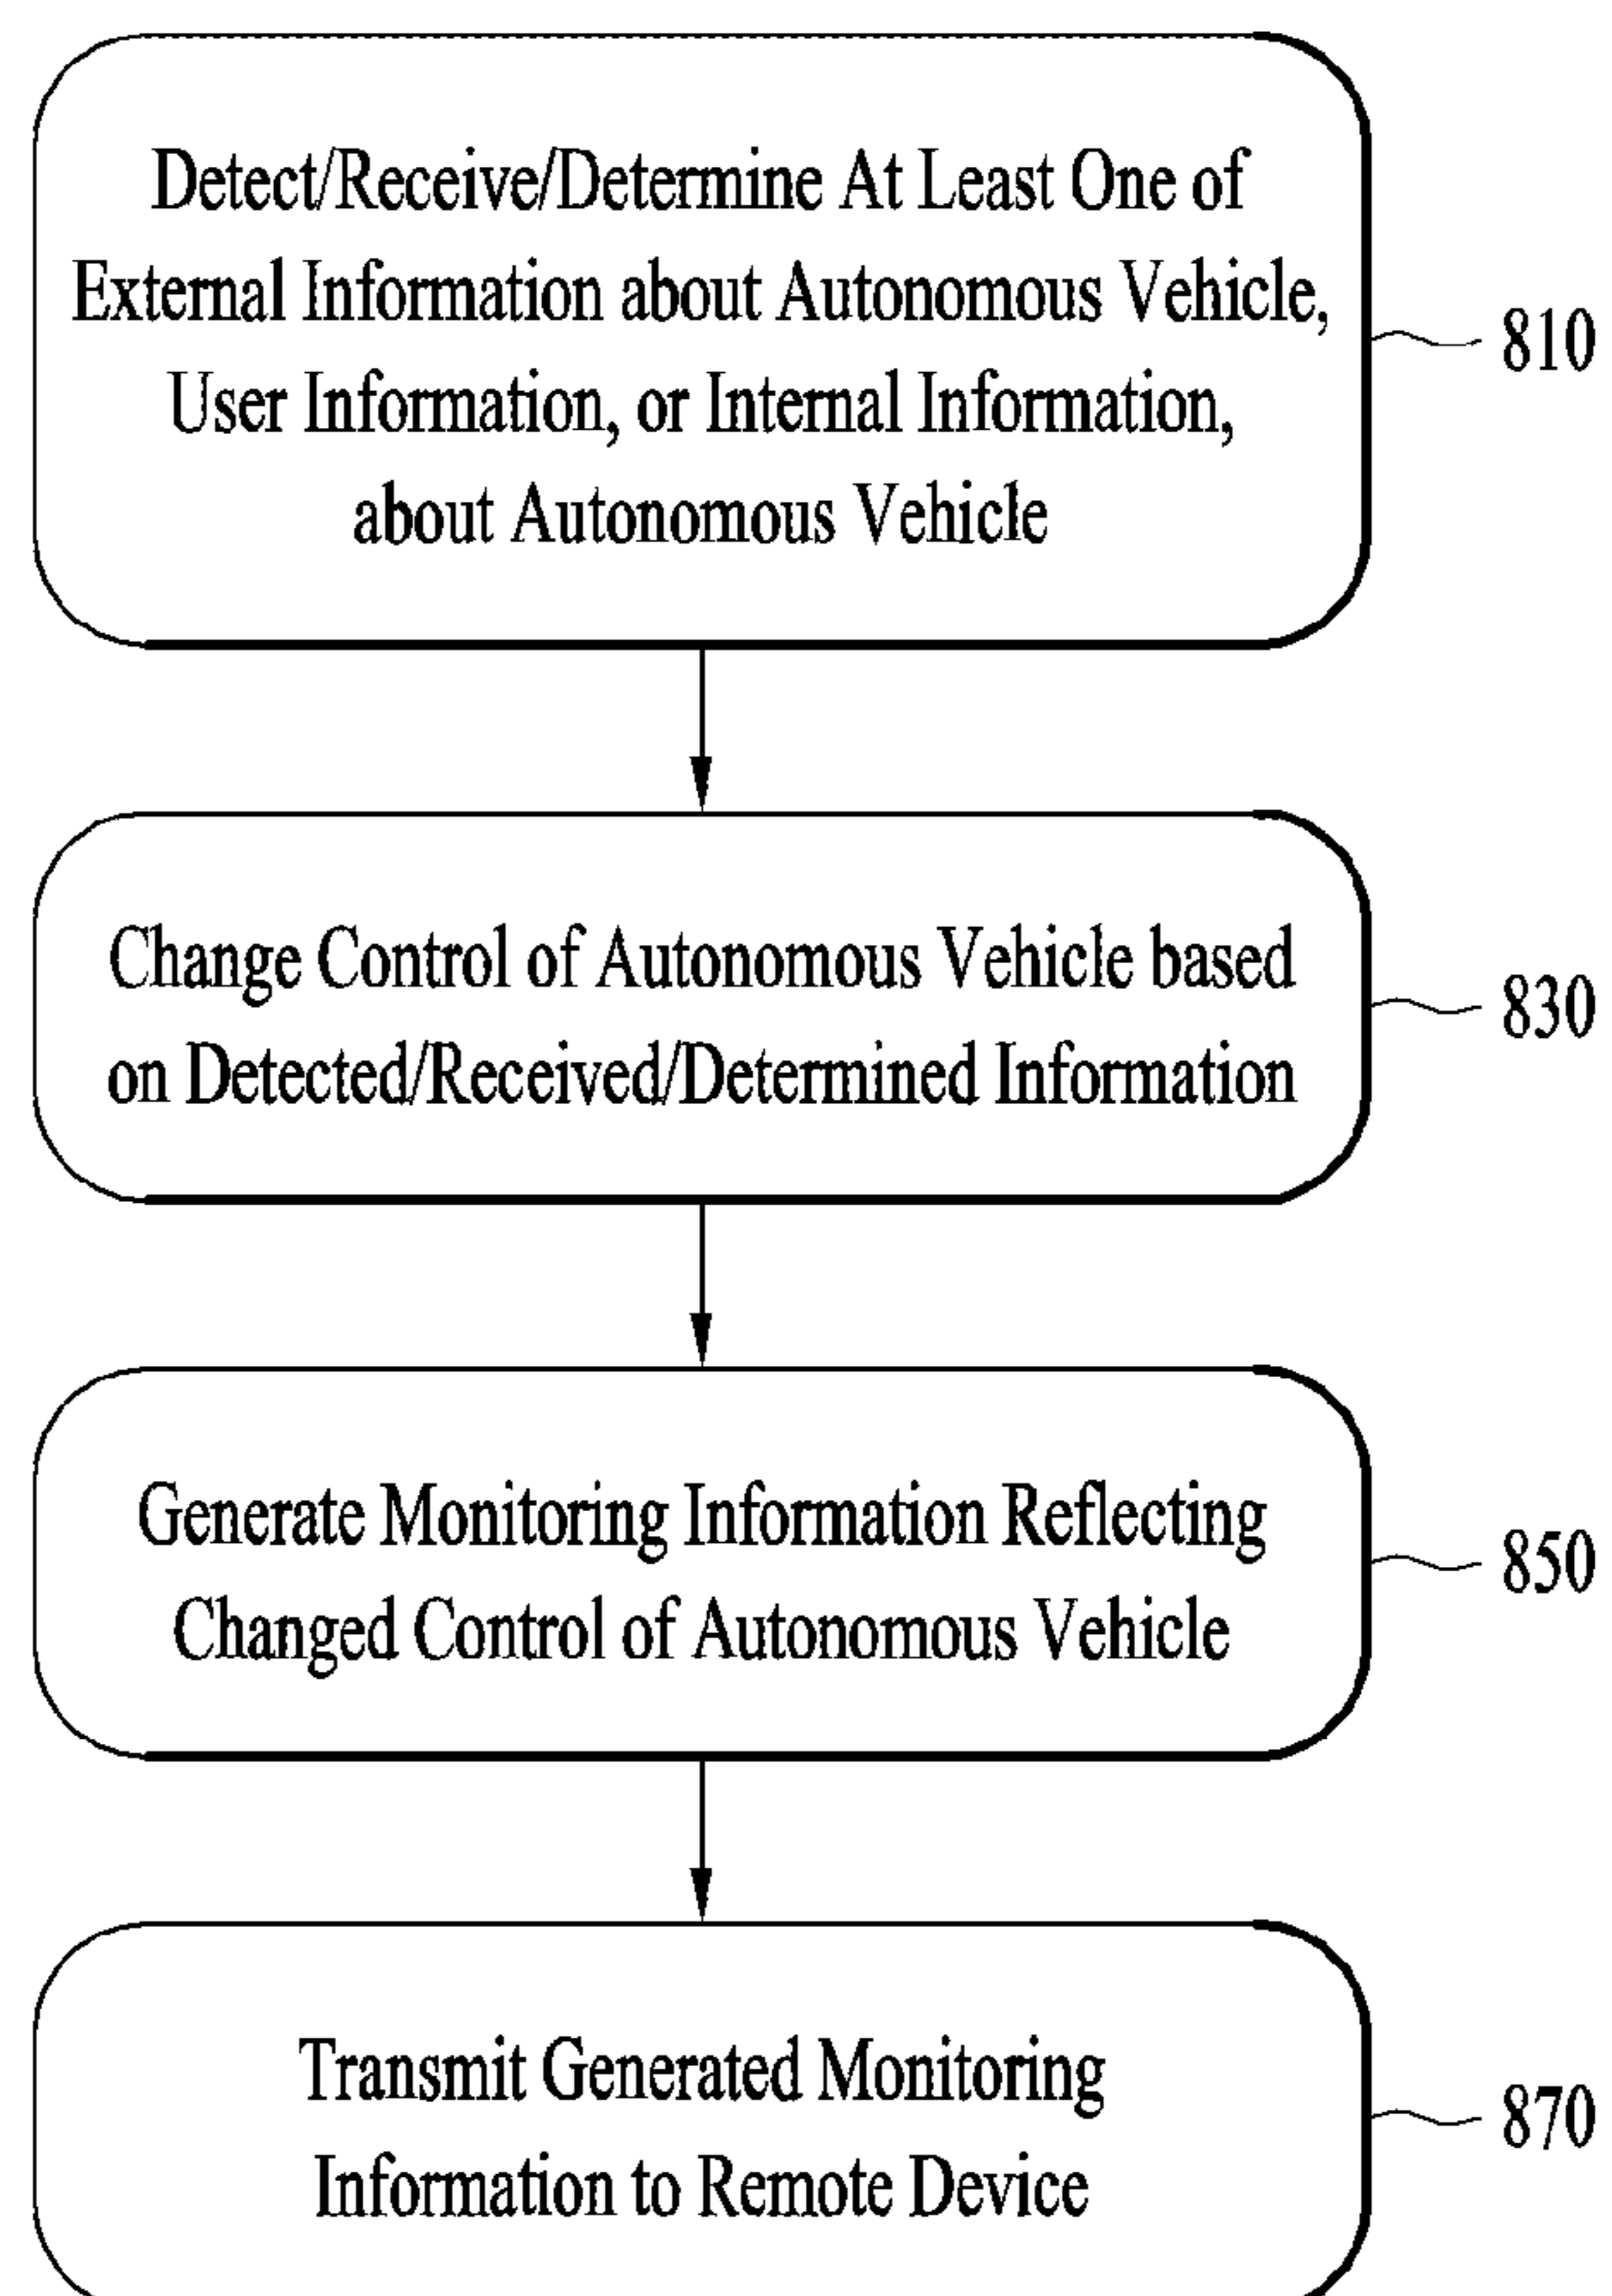 Detect/Receive/Determine At Least One of
External Information about Autonomous Vehicle,
User Information, or Internal Information,
about Autonomous Vehicle
810
Change Control of Autonomous Vehicle based
on Detected/Received/Determined Information
830
Generate Monitoring Information Reflecting
Changed Control of Autonomous Vehicle
850
Transmit Generated Monitoring
Information to Remote Device
870